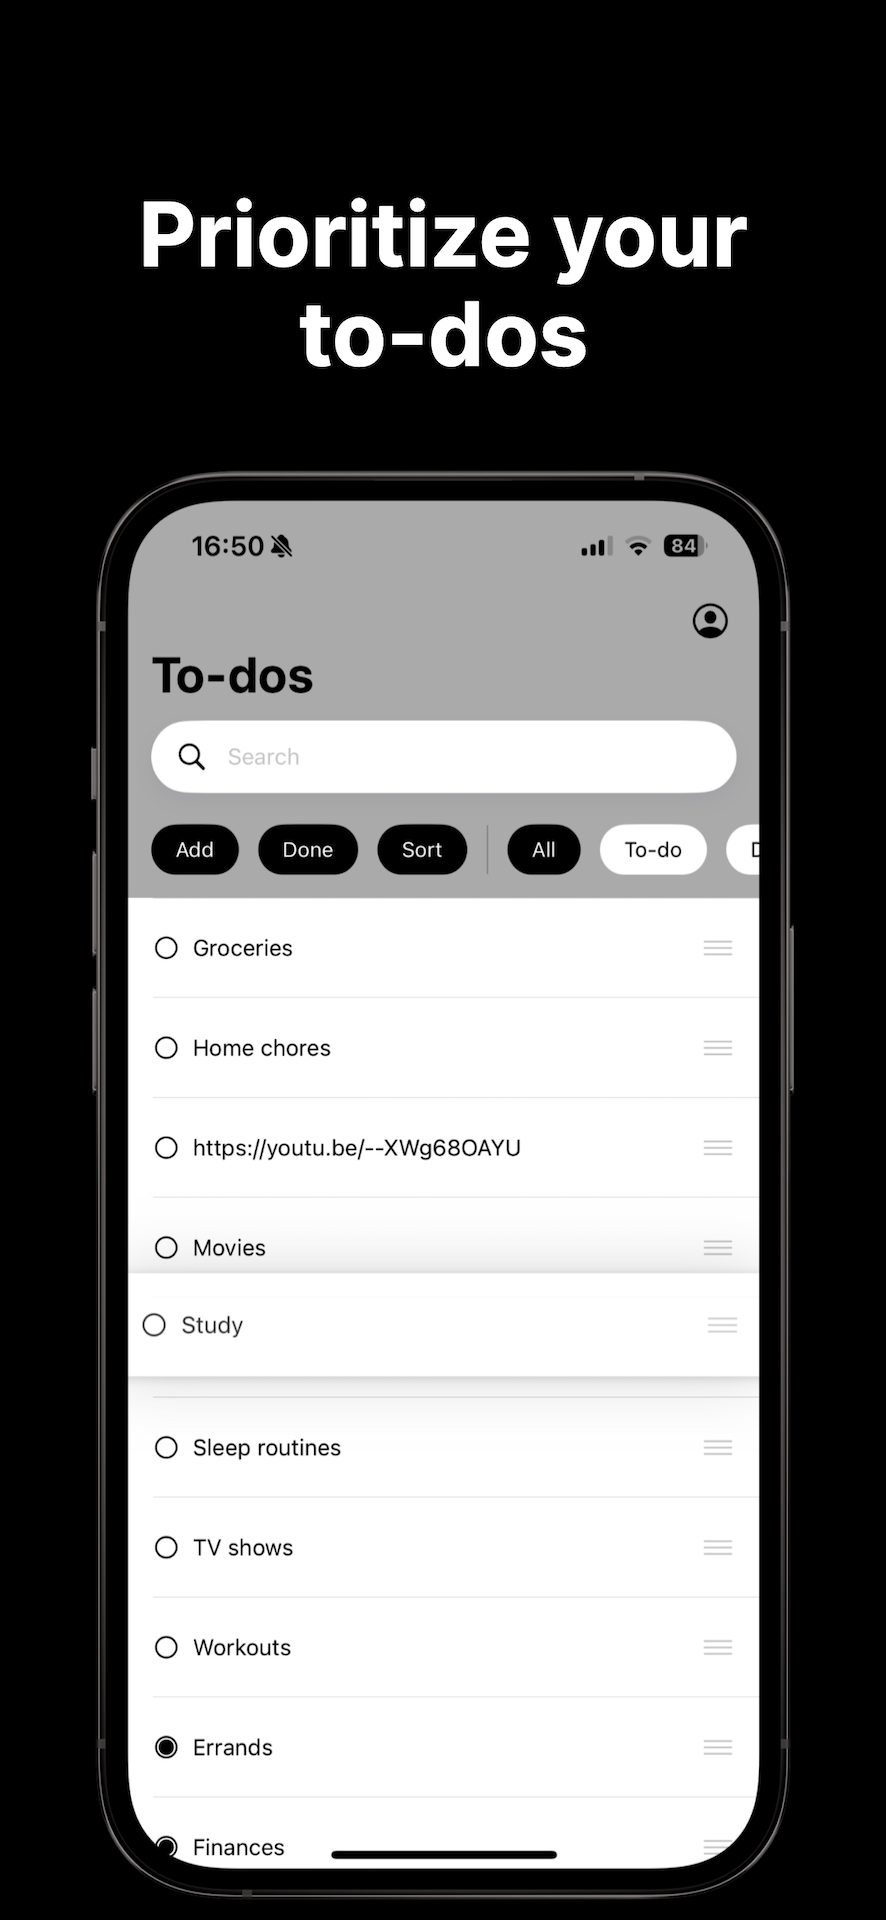 Prioritize your
to-dos
16:50
84
To-dos
Search
Add Done Sort All To-do
Groceries
Home chores
https://youtu.be/--XWg68OAYU
Movies
Study
Sleep routines
TV shows
Workouts
Errands
Finances